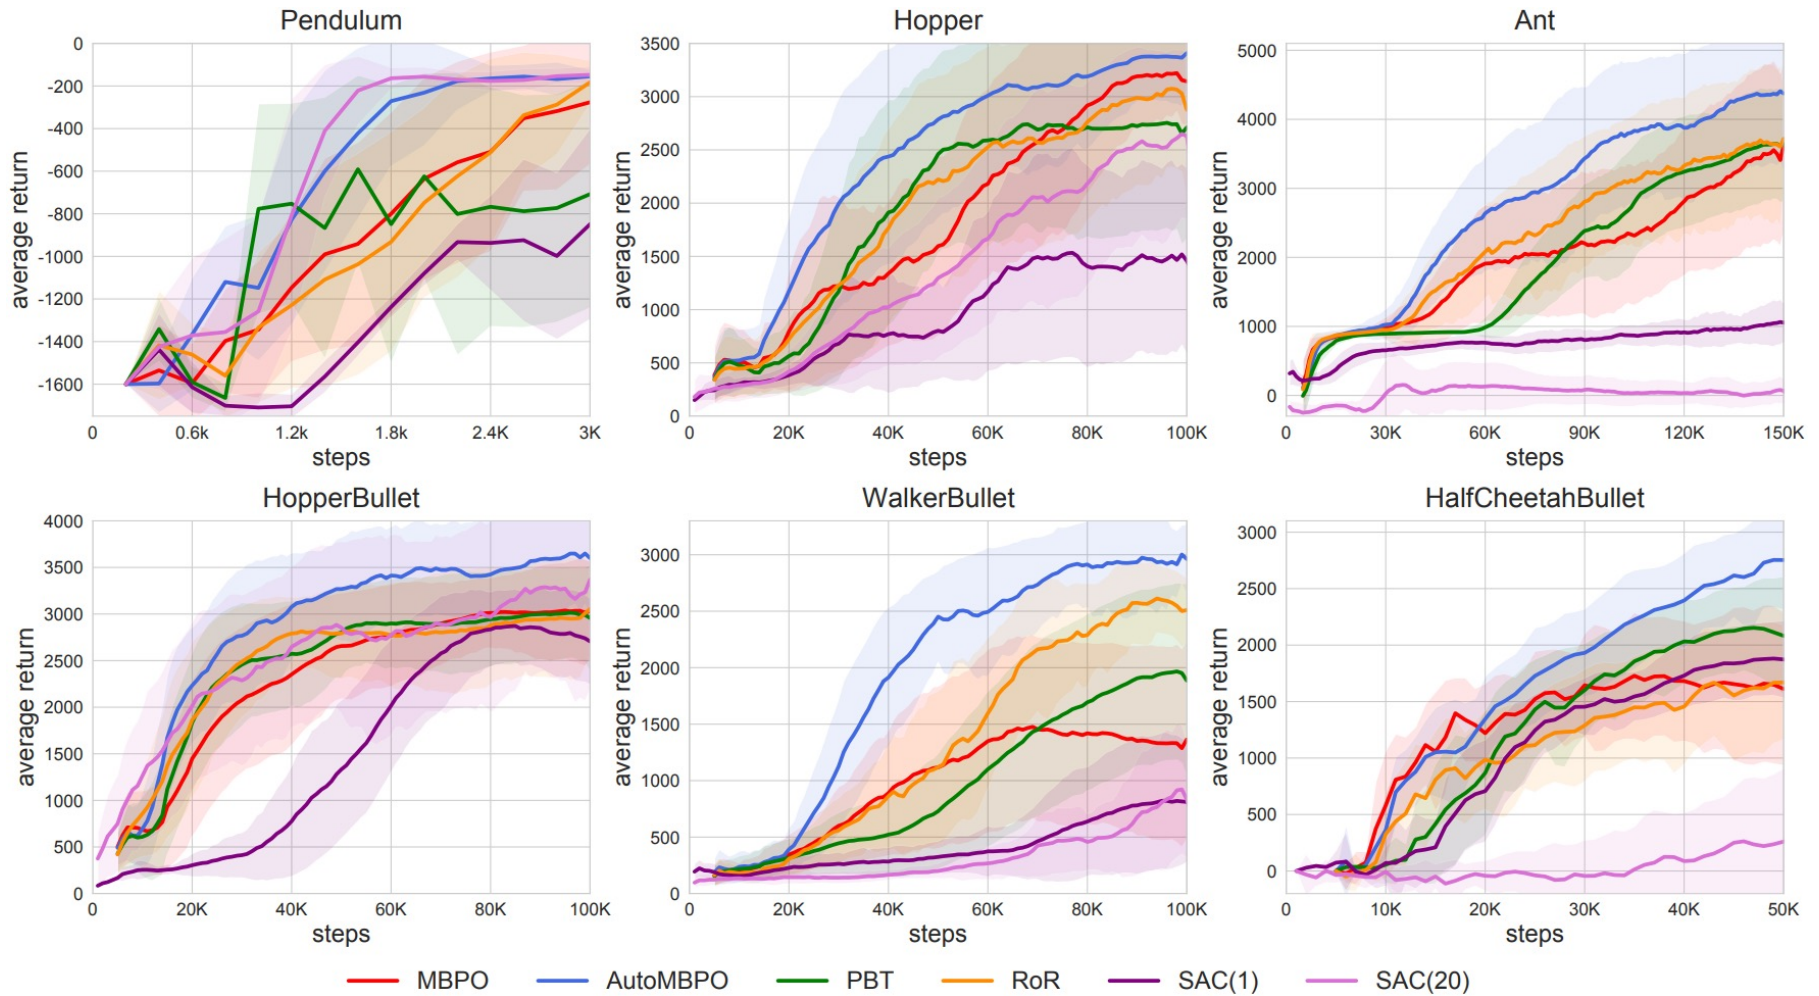 Pendulum
0
-200
-400
-600
-800
-1000
-1200
-1400
-1600
average return
0 0.6K 1.2K 1.8K 2.4K 3K
steps
Hopper
3500
3000
2500
2000
1500
1000
500
0
average return
0 20K 40K 60K 80K 100K
steps
Ant
5000
4000
3000
2000
1000
0
average return
0 30K 60K 90K 120K 150K
steps
HopperBullet
4000
3500
3000
2500
2000
1500
1000
500
0
average return
0 20K 40K 60K 80K 100K
steps
WalkerBullet
3000
2500
2000
1500
1000
500
0
average return
0 20K 40K 60K 80K 100K
steps
HalfCheetahBullet
3000
2500
2000
1500
1000
500
0
average return
0 10K 20K 30K 40K 50K
steps
MBPO AutoMBPO PBT RoR SAC(1) SAC(20)